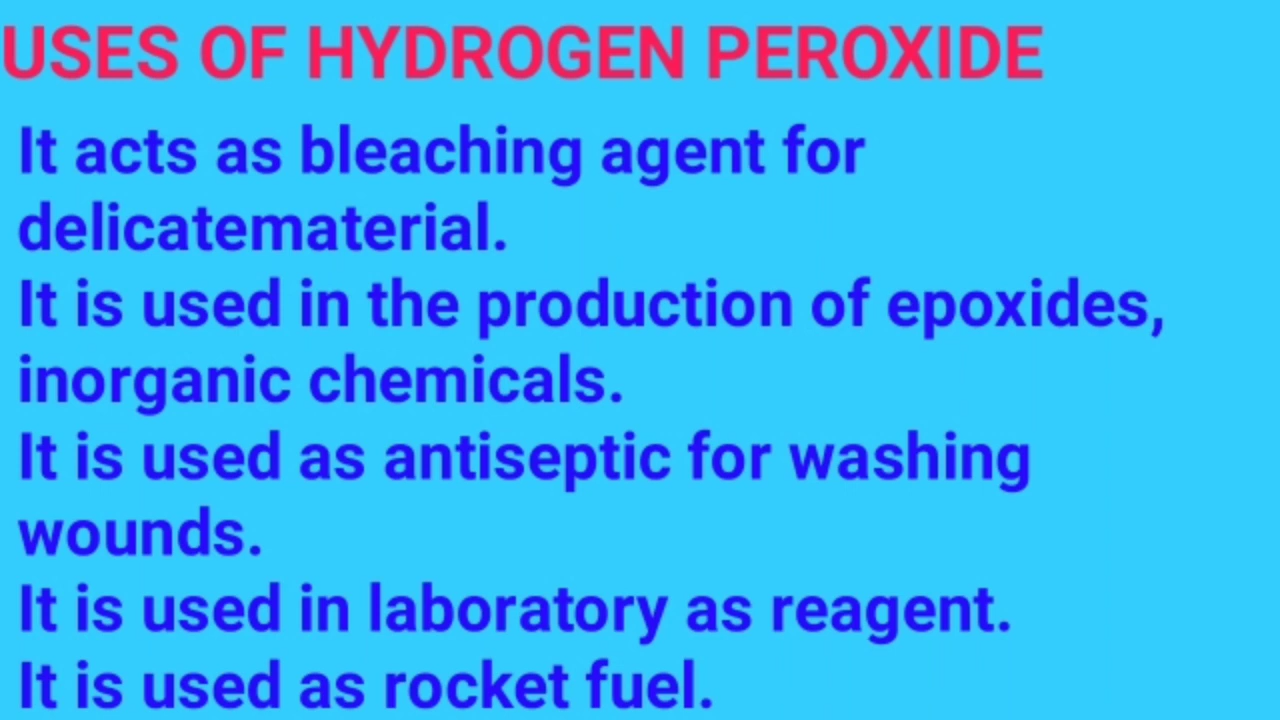 USES OF HYDROGEN PEROXIDE
It acts as bleaching agent for
delicatematerial.
It is used in the production of epoxides,
inorganic chemicals.
It is used as antiseptic for washing
wounds.
It is used in laboratory as reagent.
It is used as rocket fuel.